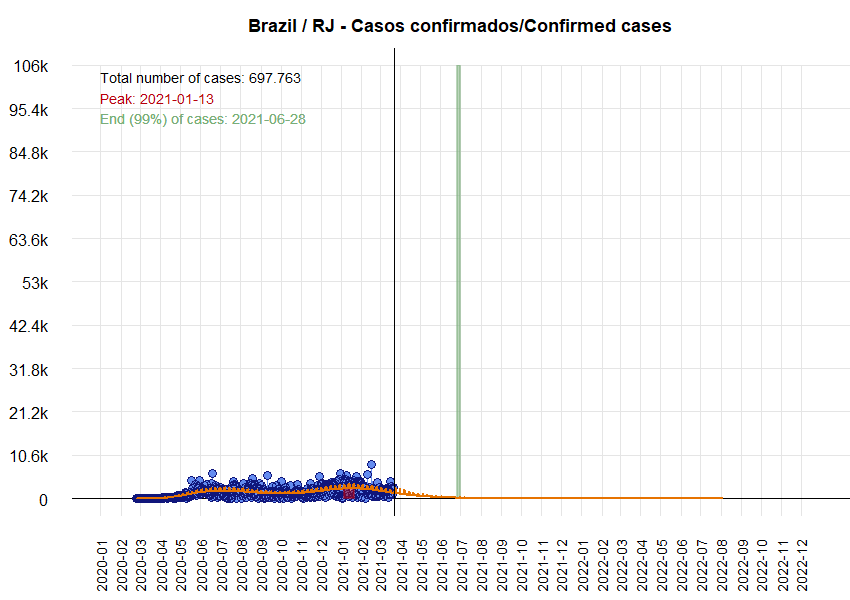 Brazil / RJ - Casos confirmados/Confirmed cases
106k
95.4k
84.8k
74.2k
63.6k
53k
42.4k
31.8k
21.2k
10.6k
0
Total number of cases: 697.763
Peak: 2021-01-13
End (99%) of cases: 2021-06-28
2020-01
2020-02
2020-03
2020-04
2020-05
2020-06
2020-07
2020-08
2020-09
2020-10
2020-11
2020-12
2021-01
2021-02
2021-03
2021-04
2021-05
2021-06
2021-07
2021-08
2021-09
2021-10
2021-11
2021-12
2022-01
2022-02
2022-03
2022-04
2022-05
2022-06
2022-07
2022-08
2022-09
2022-10
2022-11
2022-12